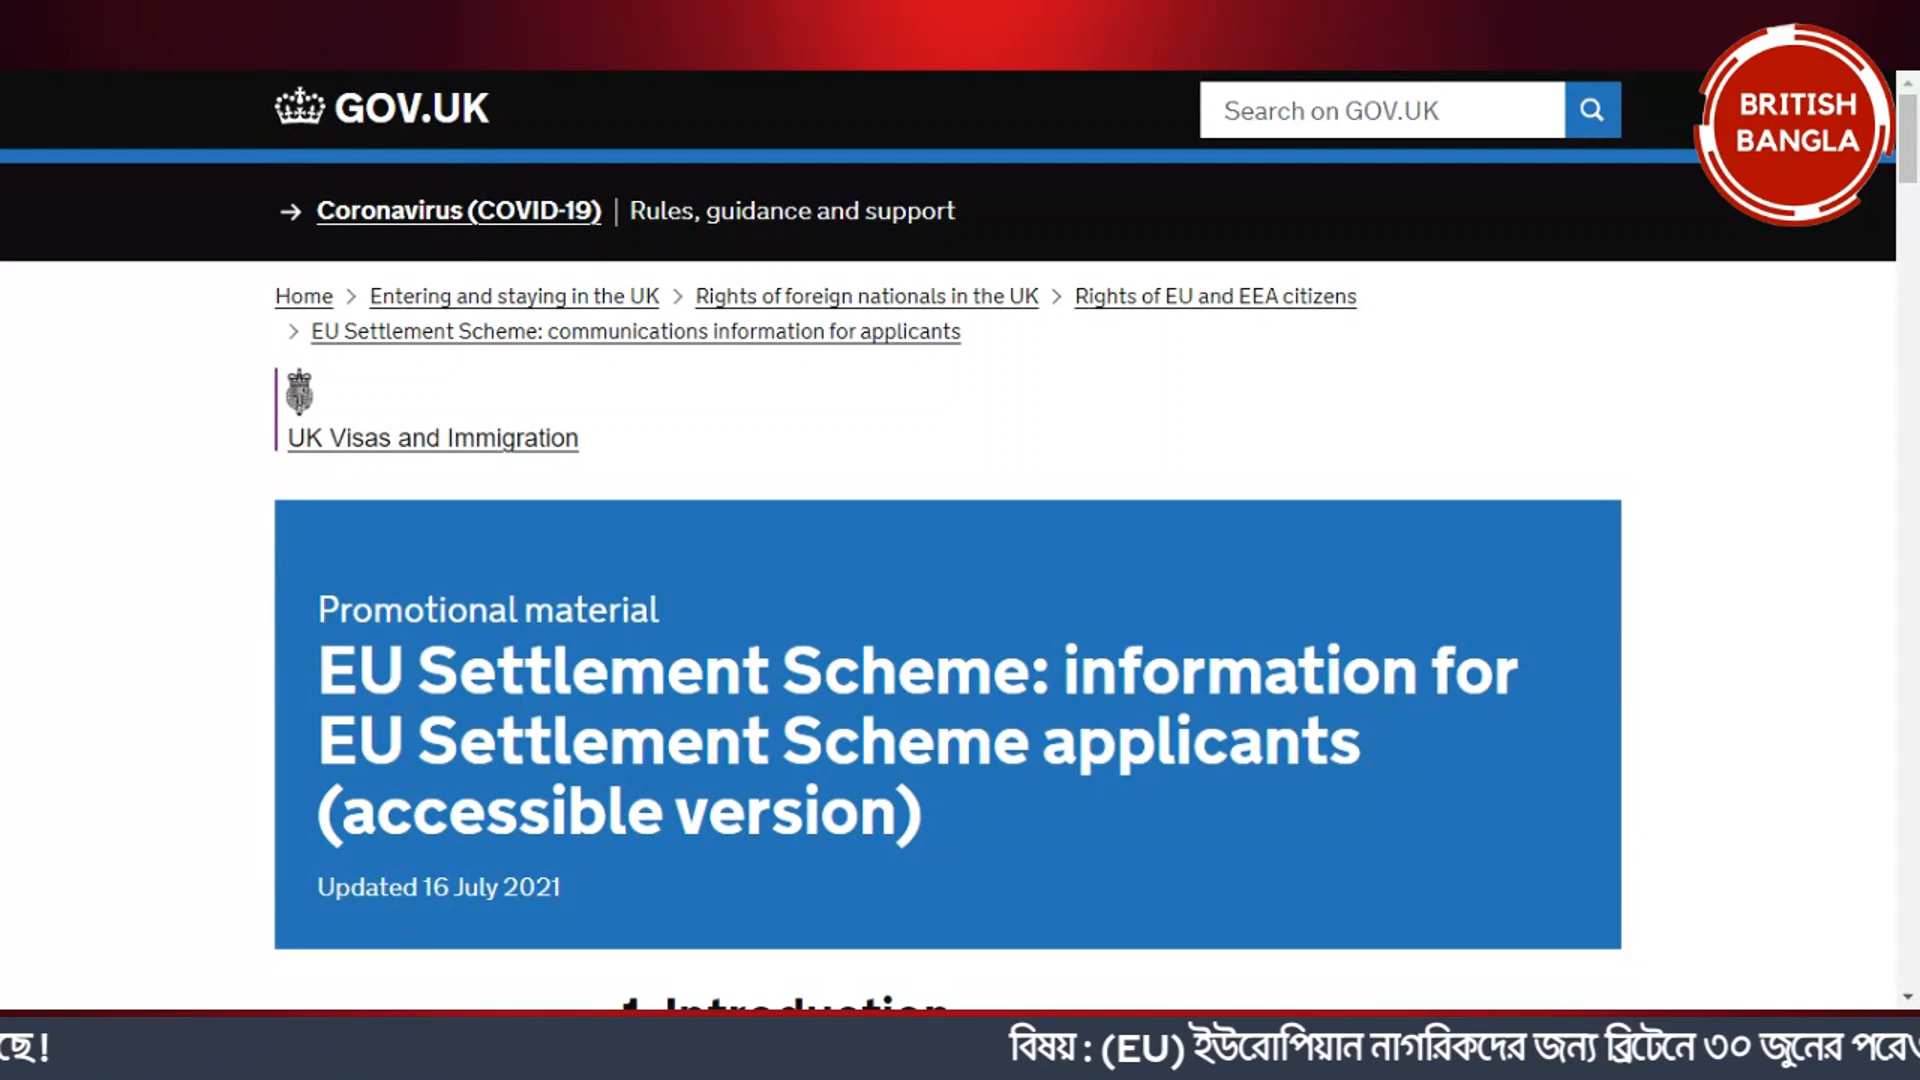 GOV.UK
Search on GOV.UK
BRITISH
BANGLA
→ Coronavirus (COVID-19) | Rules, guidance and support
Home > Entering and staying in the UK > Rights of foreign nationals in the UK > Rights of EU and EEA citizens
> EU Settlement Scheme: communications information for applicants
UK Visas and Immigration
Promotional material
EU Settlement Scheme: information for
EU Settlement Scheme applicants
(accessible version)
Updated 16 July 2021
1. Introduction
ছে! বিষয় : (EU) ইউরোপিয়ান নাগরিকদের জন্য ব্রিটেনে ৩০ জুনের পরেও